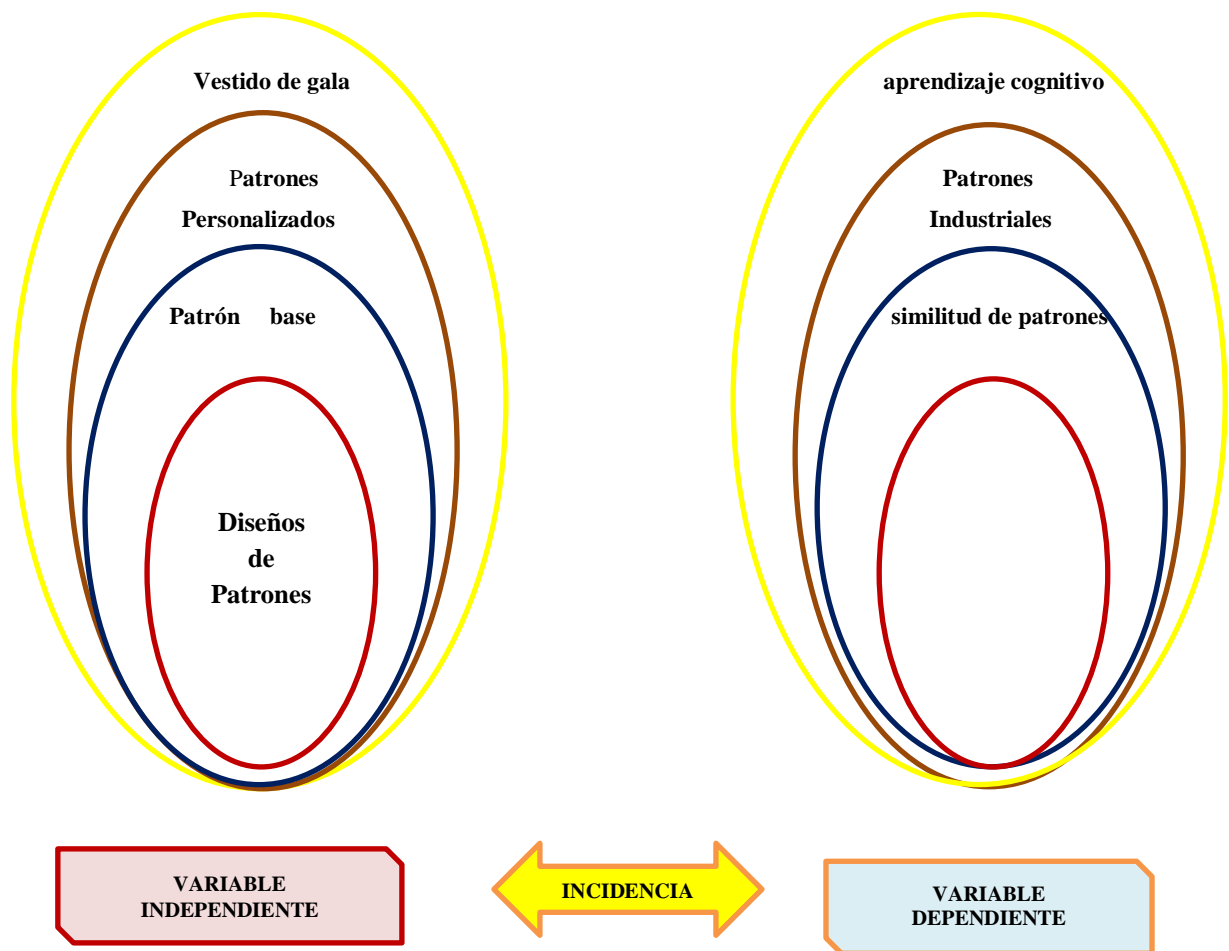 Vestido de gala
Patrones
Personalizados
Patrón base
Diseños
de
Patrones
aprendizaje cognitivo
Patrones
Industriales
similitud de patrones
VARIABLE
INDEPENDIENTE
INCIDENCIA
VARIABLE
DEPENDIENTE